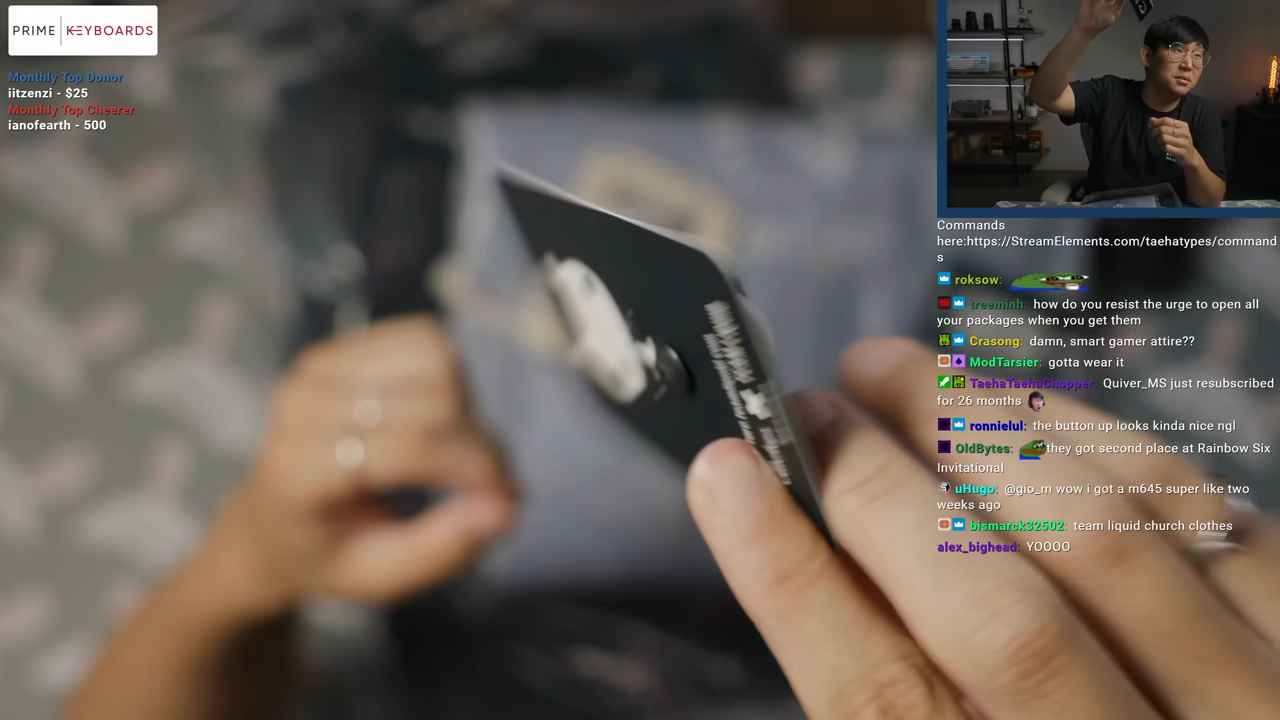 PRIME | KEYBOARDS
Monthly Top Donor
iitzenzi - $25
Monthly Top Cheerer
ianofearth - 500
Commands
here:https://StreamElements.com/taehatypes/command
s
roksow:
treeminh: how do you resist the urge to open all
your packages when you get them
Crasong: damn, smart gamer attire??
ModTarsier: gotta wear it
TaehaTaehaChopper: Quiver_MS just resubscribed
for 26 months
ronnielul: the button up looks kinda nice ngl
OldBytes: they got second place at Rainbow Six
Invitational
uHugo: @gio_m wow i got a m645 super like two
weeks ago
bismarck32502: team liquid church clothes
alex_bighead: YOOOO